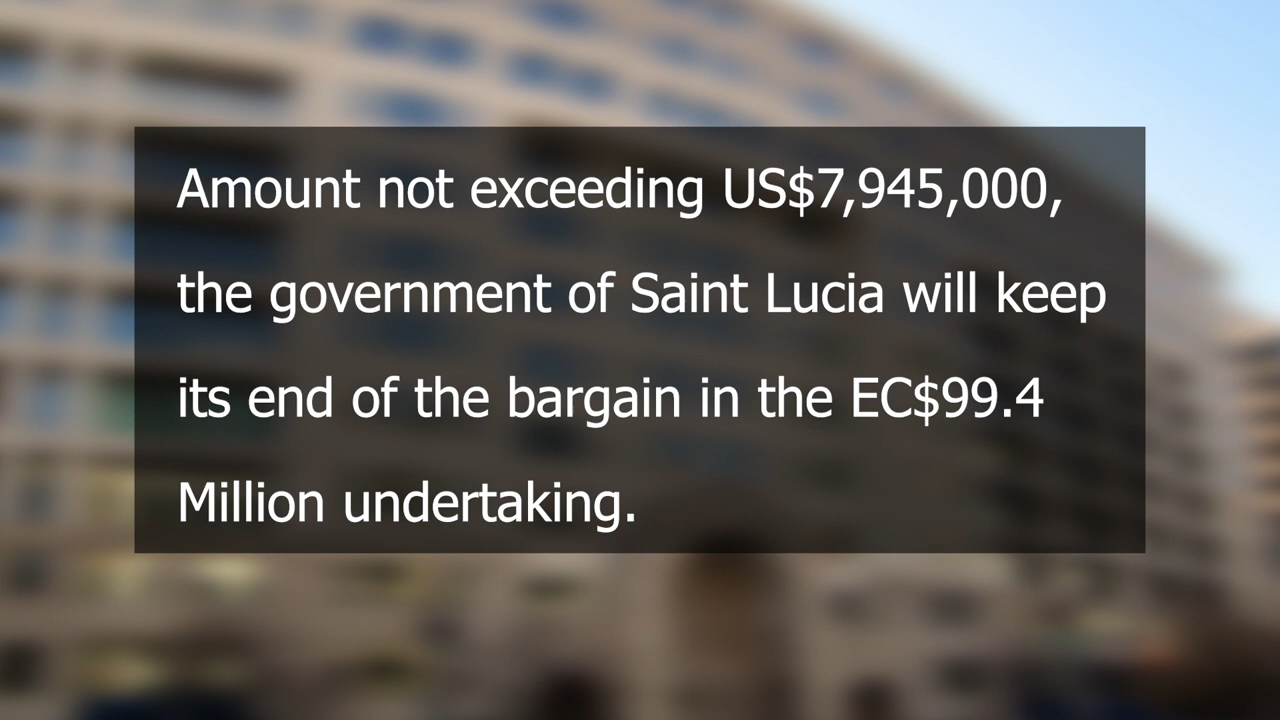 Amount not exceeding US$7,945,000,
the government of Saint Lucia will keep
its end of the bargain in the EC$99.4
Million undertaking.